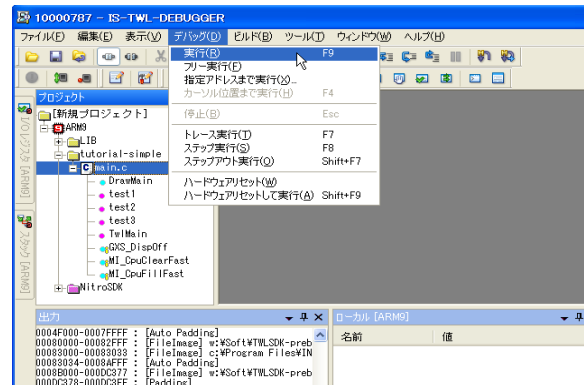 10000787 - IS-TWL-DEBUGGER
ファイル(F) 編集(E) 表示(V) デバッグ(D) ビルド(B) ツール(T) ウィンドウ(W) ヘルプ(H)
実行(R) F9
フリー実行(F)
指定アドレスまで実行(X)...
カーソル位置まで実行(H) F4
停止(B) Esc
トレース実行(T) F7
ステップ実行(S) F8
ステップアウト実行(O) Shift+F7
ハードウェアリセット(W)
ハードウェアリセットして実行(A) Shift+F9
I/Oレジスタ [ARM9]
スタック [ARM9]
プロジェクト
[新規プロジェクト]
ARM9
LIB
tutorial-simple
main.c
DrawMain
test1
test2
test3
TwlMain
GXS_DispOff
MI_CpuClearFast
MI_CpuFillFast
NitroSDK
出力
0004F000-0007FFFF : [Auto Padding]
00080000-00082FFF : [FileImage] w:¥Soft¥TWLSDK-preb
00083000-00083033 : [FileImage] c:¥Program Files¥IN
00083034-0008AFFF : [Auto Padding]
0008B000-000DC377 : [FileImage] w:¥Soft¥TWLSDK-preb
000DC378-000DC3FF : [Padding]
ローカル [ARM9]
名前 値